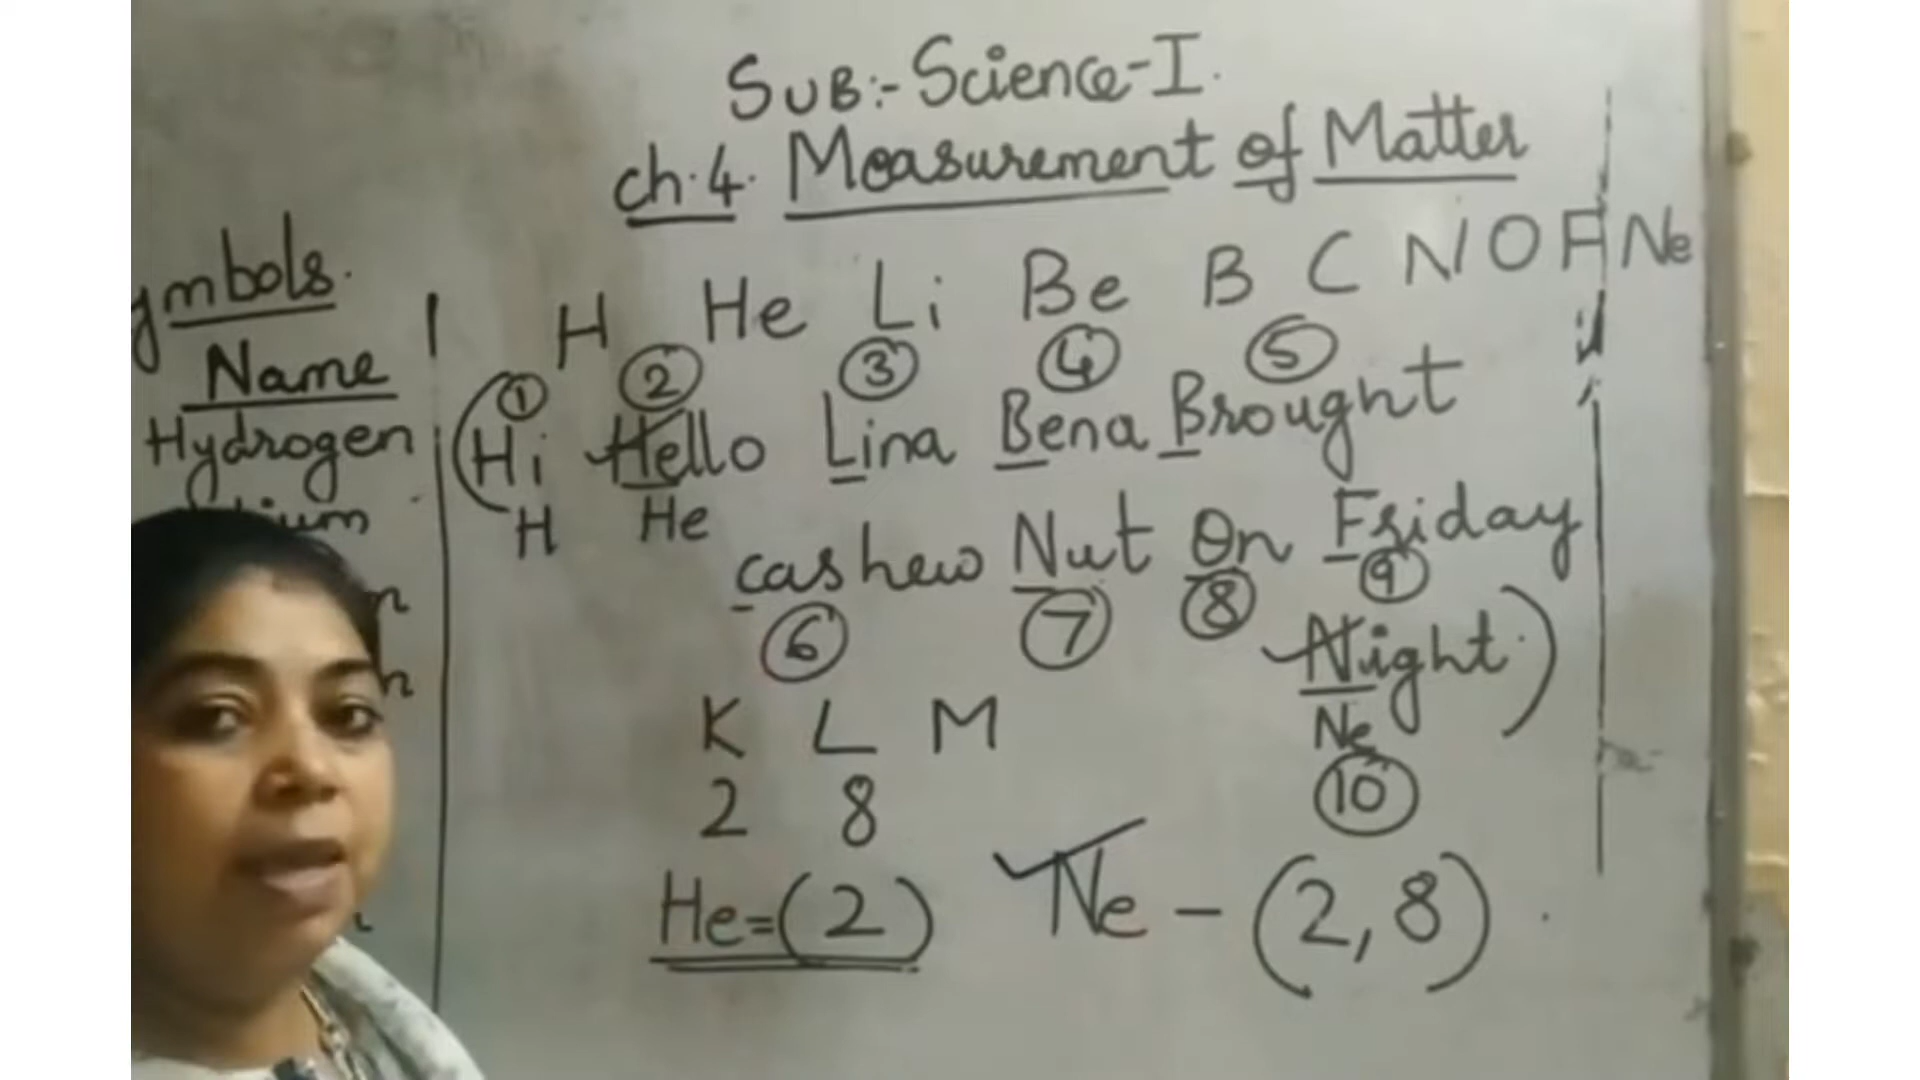 SUB:- Science-I.
ch.4. Measurement of Matter
ymbols.
Name
Hydrogen
H He Li Be B C N O F Ne
① ② ③ ④ ⑤
(Hi Hello Lina Bena Brought
H He
cashew Nut On Friday
⑥ ⑦ ⑧ ⑨
Night.)
Ne
⑩
K L M
2 8
He=(2) Ne - (2,8)